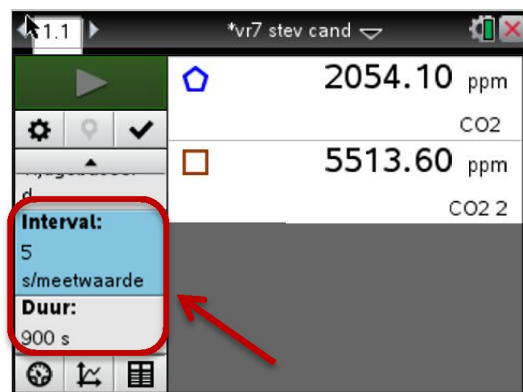 1.1
*vr7 stev cand
2054.10 ppm
CO2
5513.60 ppm
CO2 2
d
Interval:
5
s/meetwaarde
Duur:
900 s